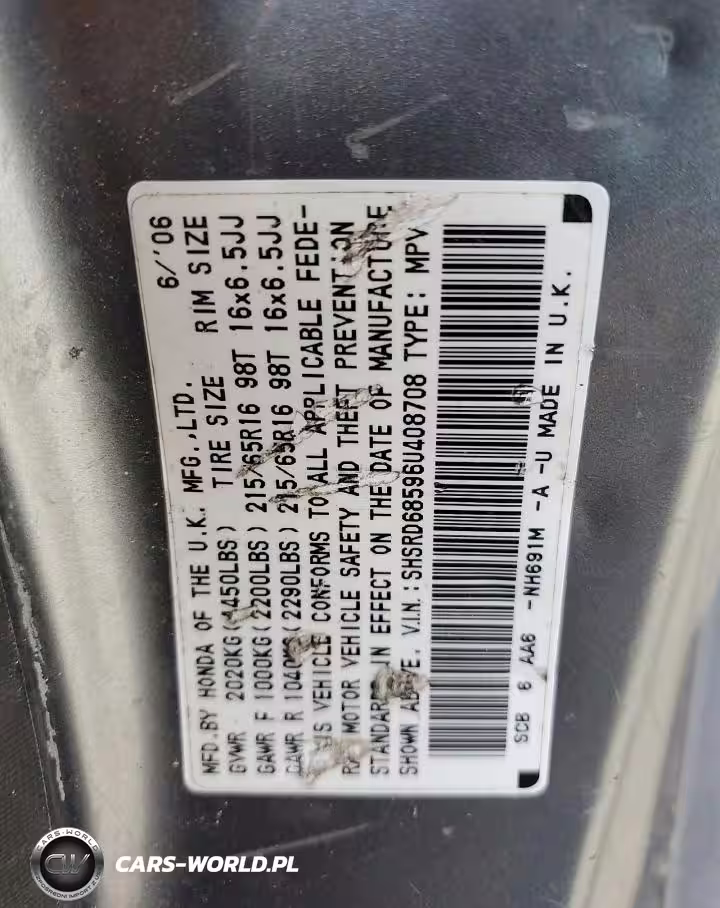 MFD.BY HONDA OF THE U.K. MFG.,LTD. 6/'06
TIRE SIZE RIM SIZE
GVWR 2020KG(4450LBS)
GAWR F 1000KG(2200LBS) 215/65R16 98T 16x6.5JJ
GAWR R 1040KG(2290LBS) 215/65R16 98T 16x6.5JJ
THIS VEHICLE CONFORMS TO ALL APPLICABLE FEDE-
RAL MOTOR VEHICLE SAFETY AND THEFT PREVENTION
STANDARDS IN EFFECT ON THE DATE OF MANUFACTURE
SHOWN ABOVE. V.I.N.:SHSRD68596U408708 TYPE: MPV
SCB 6 AA6 -NH691M -A -U MADE IN U.K.
CARS-WORLD
CW
CARS-WORLD.PL